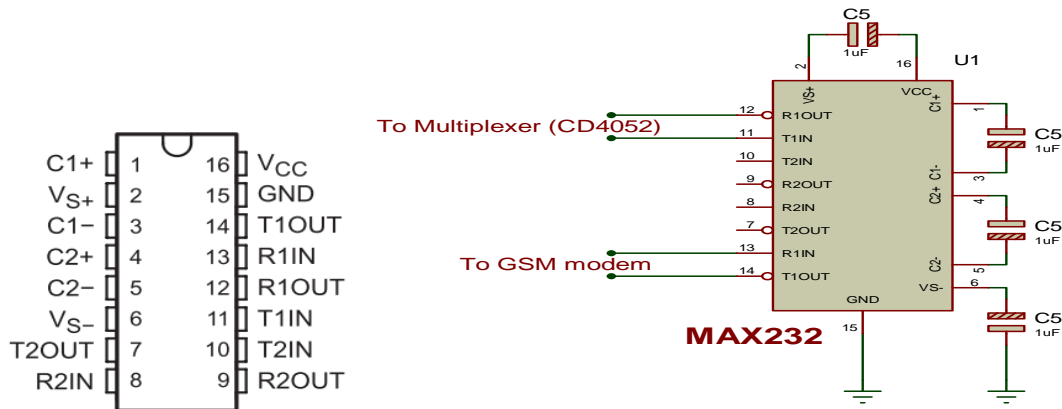 C1+ 1 16 VCC
VS+ 2 15 GND
C1− 3 14 T1OUT
C2+ 4 13 R1IN
C2− 5 12 R1OUT
VS− 6 11 T1IN
T2OUT 7 10 T2IN
R2IN 8 9 R2OUT
C5
1uF
2
16
U1
VS+
VCC
To Multiplexer (CD4052)
12 R1OUT
11 T1IN
10 T2IN
9 R2OUT
8 R2IN
7 T2OUT
To GSM modem
13 R1IN
14 T1OUT
C1+ 1
C5
1uF
C1- 3
C2+ 4
C5
1uF
C2- 5
VS- 6
C5
1uF
GND
15
MAX232